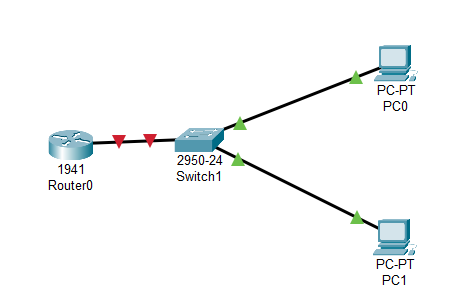 PC-PT
PC0
1941
Router0
2950-24
Switch1
PC-PT
PC1